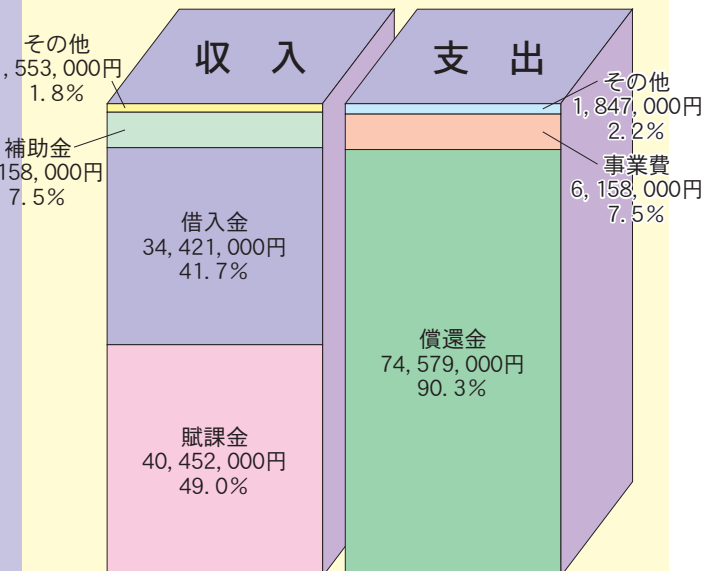 収入
その他
,553,000円
1.8%
補助金
158,000円
7.5%
借入金
34,421,000円
41.7%
賦課金
40,452,000円
49.0%
支出
その他
1,847,000円
2.2%
事業費
6,158,000円
7.5%
償還金
74,579,000円
90.3%